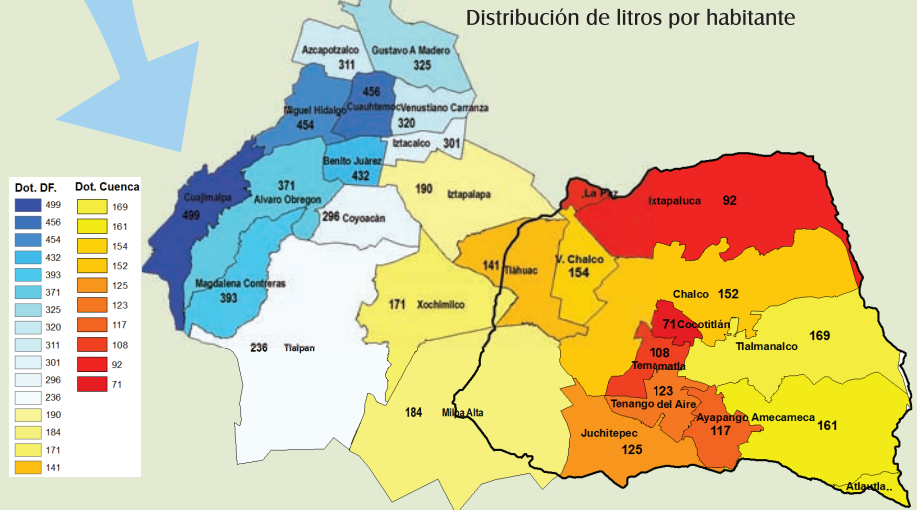 Distribución de litros por habitante
Azcapotzalco
311
Gustavo A Madero
325
456
Cuauhtemoc
Miguel Hidalgo
454
Venustiano Carranza
320
Iztacalco 301
Benito Juárez
432
371
Alvaro Obregon
Cuajimalpa
499
296 Coyoacán
190
Iztapalapa
La Paz
Ixtapaluca 92
Magdalena Contreras
393
141 Tláhuac
V. Chalco
154
171 Xochimilco
Chalco 152
71 Cocotitlán
169
Tlalmanalco
236
Tlalpan
108
Temamatla
123
Tenango del Aire
184
Milpa Alta
Ayapango
117
Amecameca
161
Juchitepec
125
Atlautla..
Dot. DF.
499
456
454
432
393
371
325
320
311
301
296
236
190
184
171
141
Dot. Cuenca
169
161
154
152
125
123
117
108
92
71